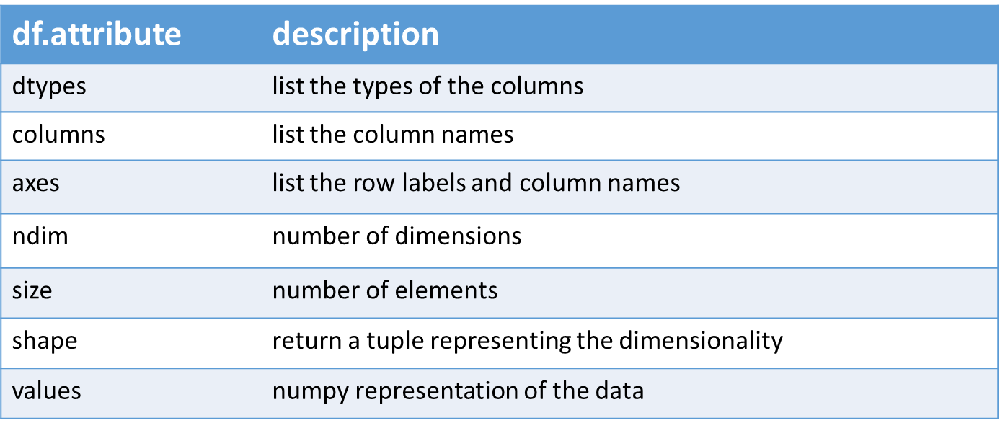 df.attribute description
dtypes list the types of the columns
columns list the column names
axes list the row labels and column names
ndim number of dimensions
size number of elements
shape return a tuple representing the dimensionality
values numpy representation of the data